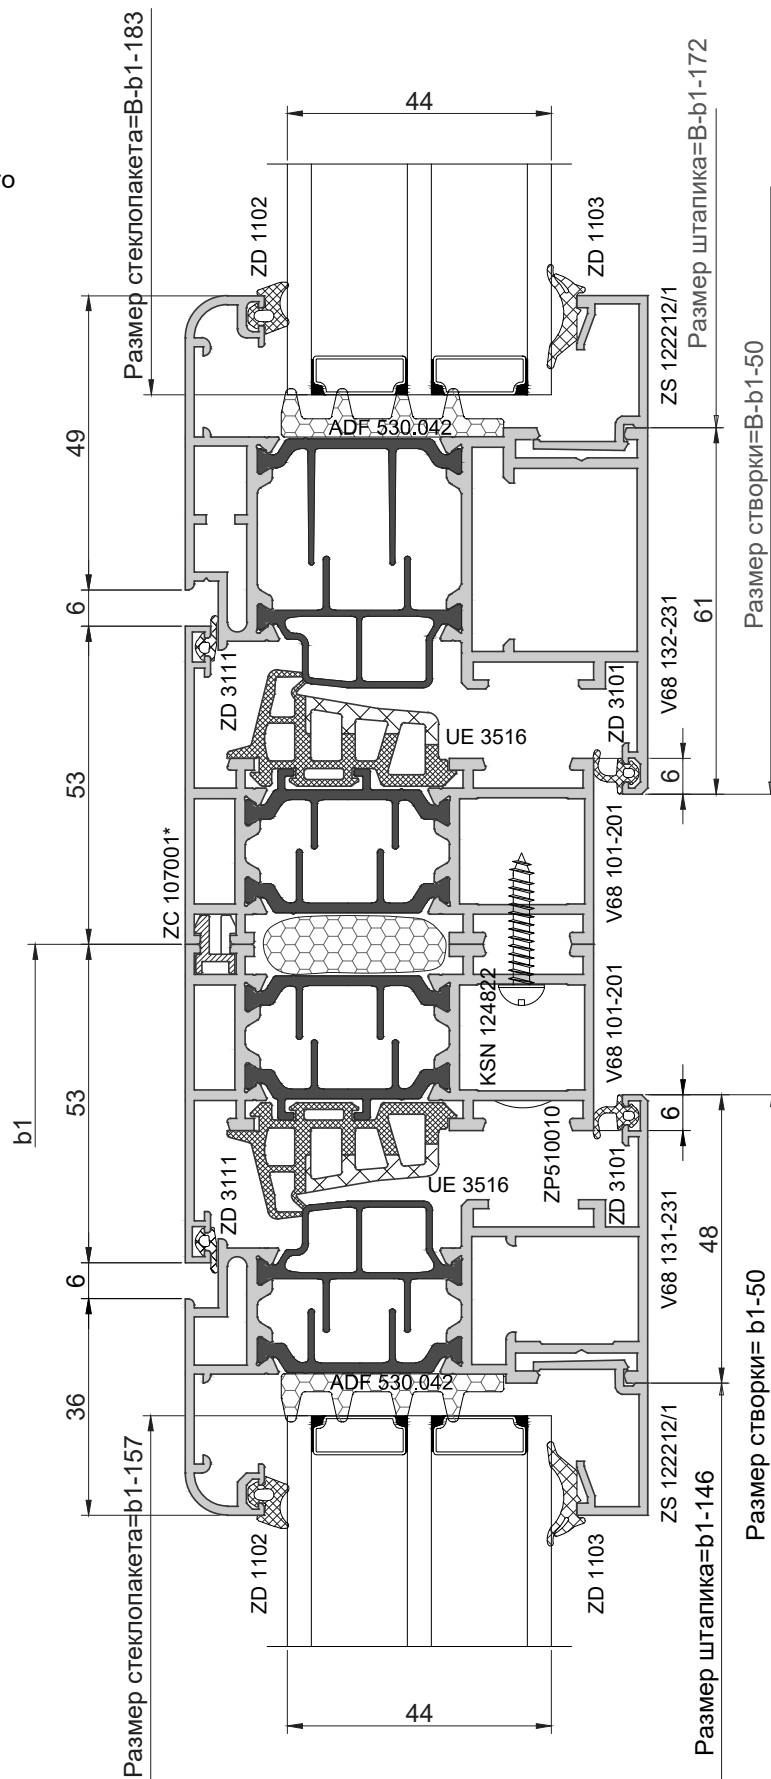 44
Размер стеклопакета=B-b1-183
Размер штапика=B-b1-172
го
ZD 1102
ZD 1103
ZS 122212/1
Размер створки=B-b1-50
ADF 530.042
49
61
6
V68 132-231
ZD 3111
ZD 3101
UE 3516
6
53
ZC 107001*
V68 101-201
b1
KSN 124822
V68 101-201
53
6
ZP510010
ZD 3111
UE 3516
ZD 3101
48
V68 131-231
6
Размер створки= b1-50
36
ADF 530.042
ZS 122212/1
Размер стеклопакета=b1-157
Размер штапика=b1-146
ZD 1102
ZD 1103
44